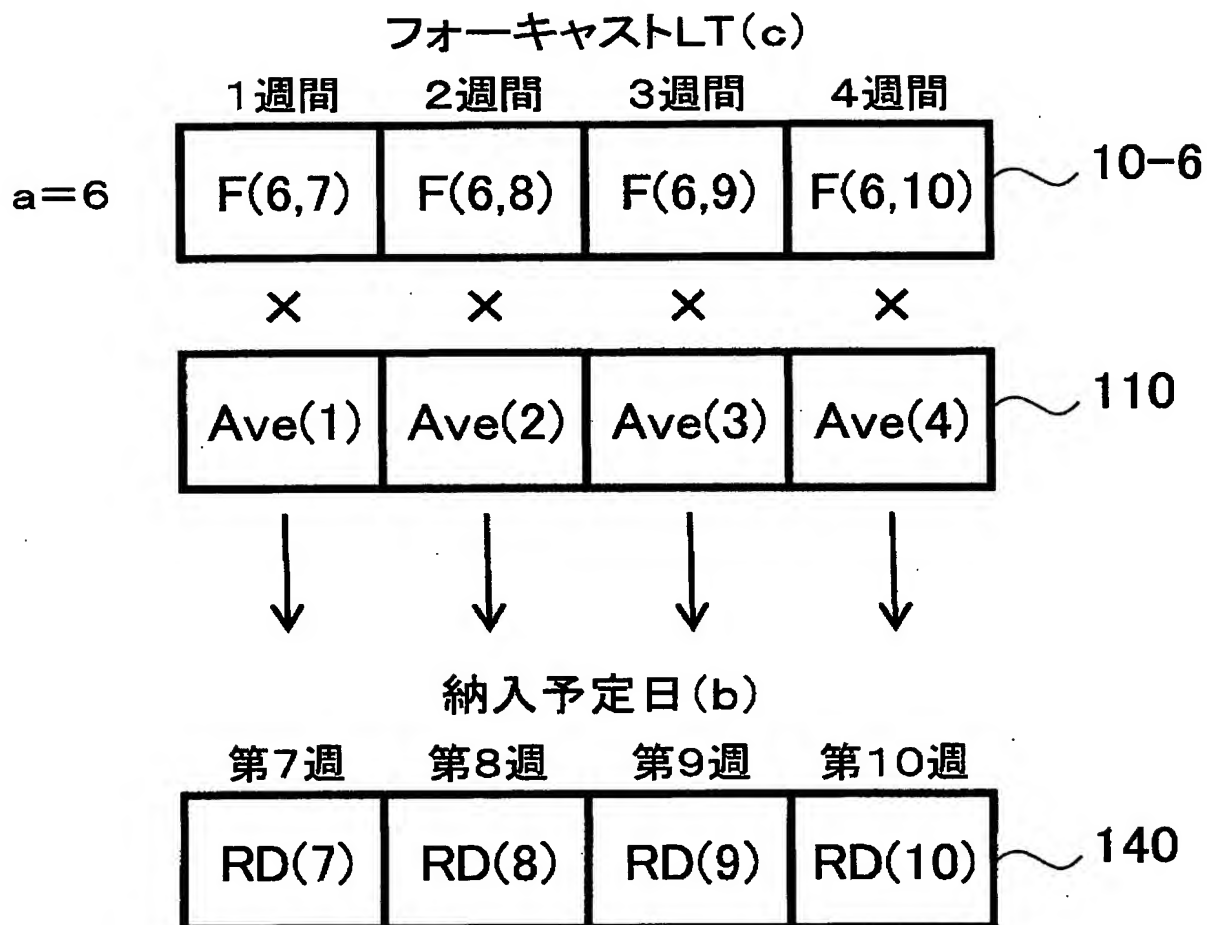 フォーキャストLT(c)
1週間 2週間 3週間 4週間
a=6 F(6,7) F(6,8) F(6,9) F(6,10) 10-6
× × × ×
Ave(1) Ave(2) Ave(3) Ave(4) 110
納入予定日(b)
第7週 第8週 第9週 第10週
RD(7) RD(8) RD(9) RD(10) 140